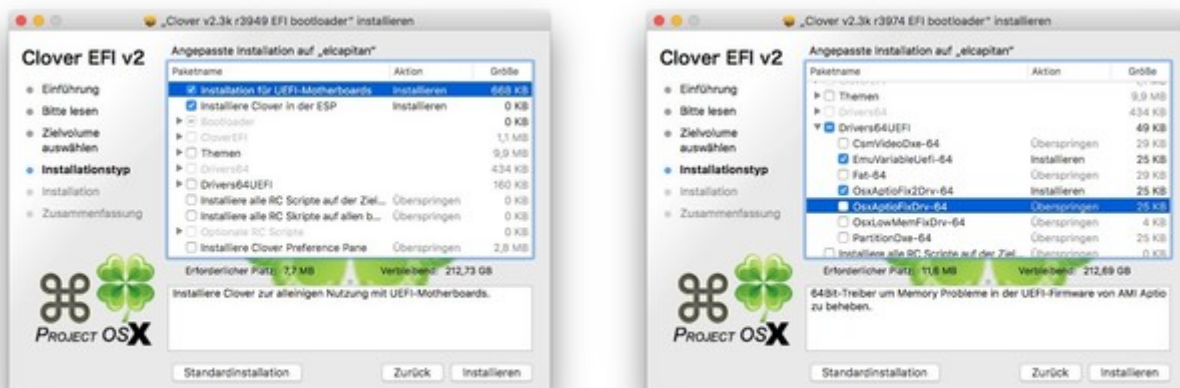 „Clover v2.3k r3949 EFI bootloader“ installieren
Clover EFI v2
Angepasste Installation auf „elcapitan“
Paketname Aktion Größe
Einführung
Bitte lesen
Zielvolume
auswählen
Installationstyp
Installation
Zusammenfassung
Installation für UEFI-Motherboards Installieren 668 KB
Installiere Clover in der ESP Installieren 0 KB
Bootloader 0 KB
CloverEFI 1,1 MB
Themen 9,9 MB
Drivers64 434 KB
Drivers64UEFI 160 KB
Installiere alle RC Scripte auf der Ziel... Überspringen 0 KB
Installiere alle RC Skripte auf allen b... Überspringen 0 KB
Optionale RC Scripte 0 KB
Installiere Clover Preference Pane Überspringen 2,8 MB
Erforderlicher Platz: 7,7 MB Verbleibend: 212,73 GB
Installiere Clover zur alleinigen Nutzung mit UEFI-Motherboards.
PROJECT OSX
Standardinstallation Zurück Installieren
„Clover v2.3k r3974 EFI bootloader“ installieren
Clover EFI v2
Angepasste Installation auf „elcapitan“
Paketname Aktion Größe
Einführung
Bitte lesen
Zielvolume
auswählen
Installationstyp
Installation
Zusammenfassung
Themen 9,9 MB
Drivers64 434 KB
Drivers64UEFI 49 KB
CsmVideoDxe-64 Überspringen 29 KB
EmuVariableUefi-64 Installieren 25 KB
Fat-64 Überspringen 29 KB
OsxAptioFix2Drv-64 Installieren 25 KB
OsxAptioFixDrv-64 Überspringen 25 KB
OsxLowMemFixDrv-64 Überspringen 4 KB
PartitionDxe-64 Überspringen 25 KB
Installiere alle RC Scripte auf der Ziel... Überspringen 0 KB
Erforderlicher Platz: 11,6 MB Verbleibend: 212,69 GB
64Bit-Treiber um Memory Probleme in der UEFI-Firmware von AMI Aptio
zu beheben.
PROJECT OSX
Standardinstallation Zurück Installieren